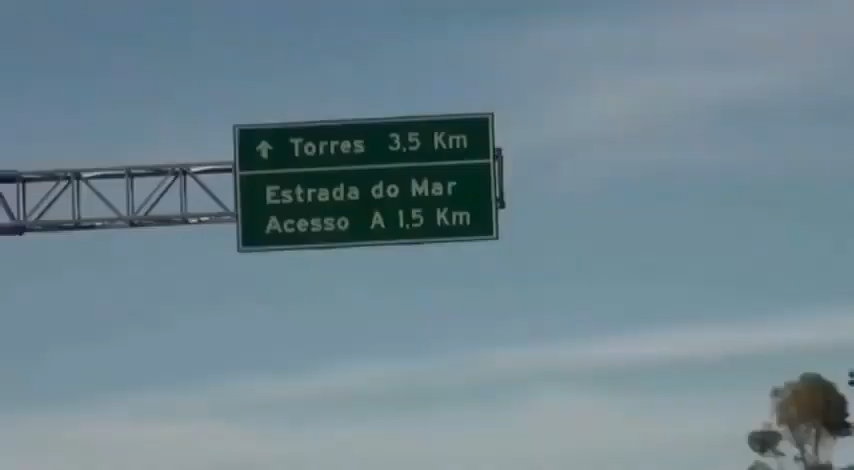 ↑ Torres 3,5 Km
Estrada do Mar
Acesso A 1,5 Km